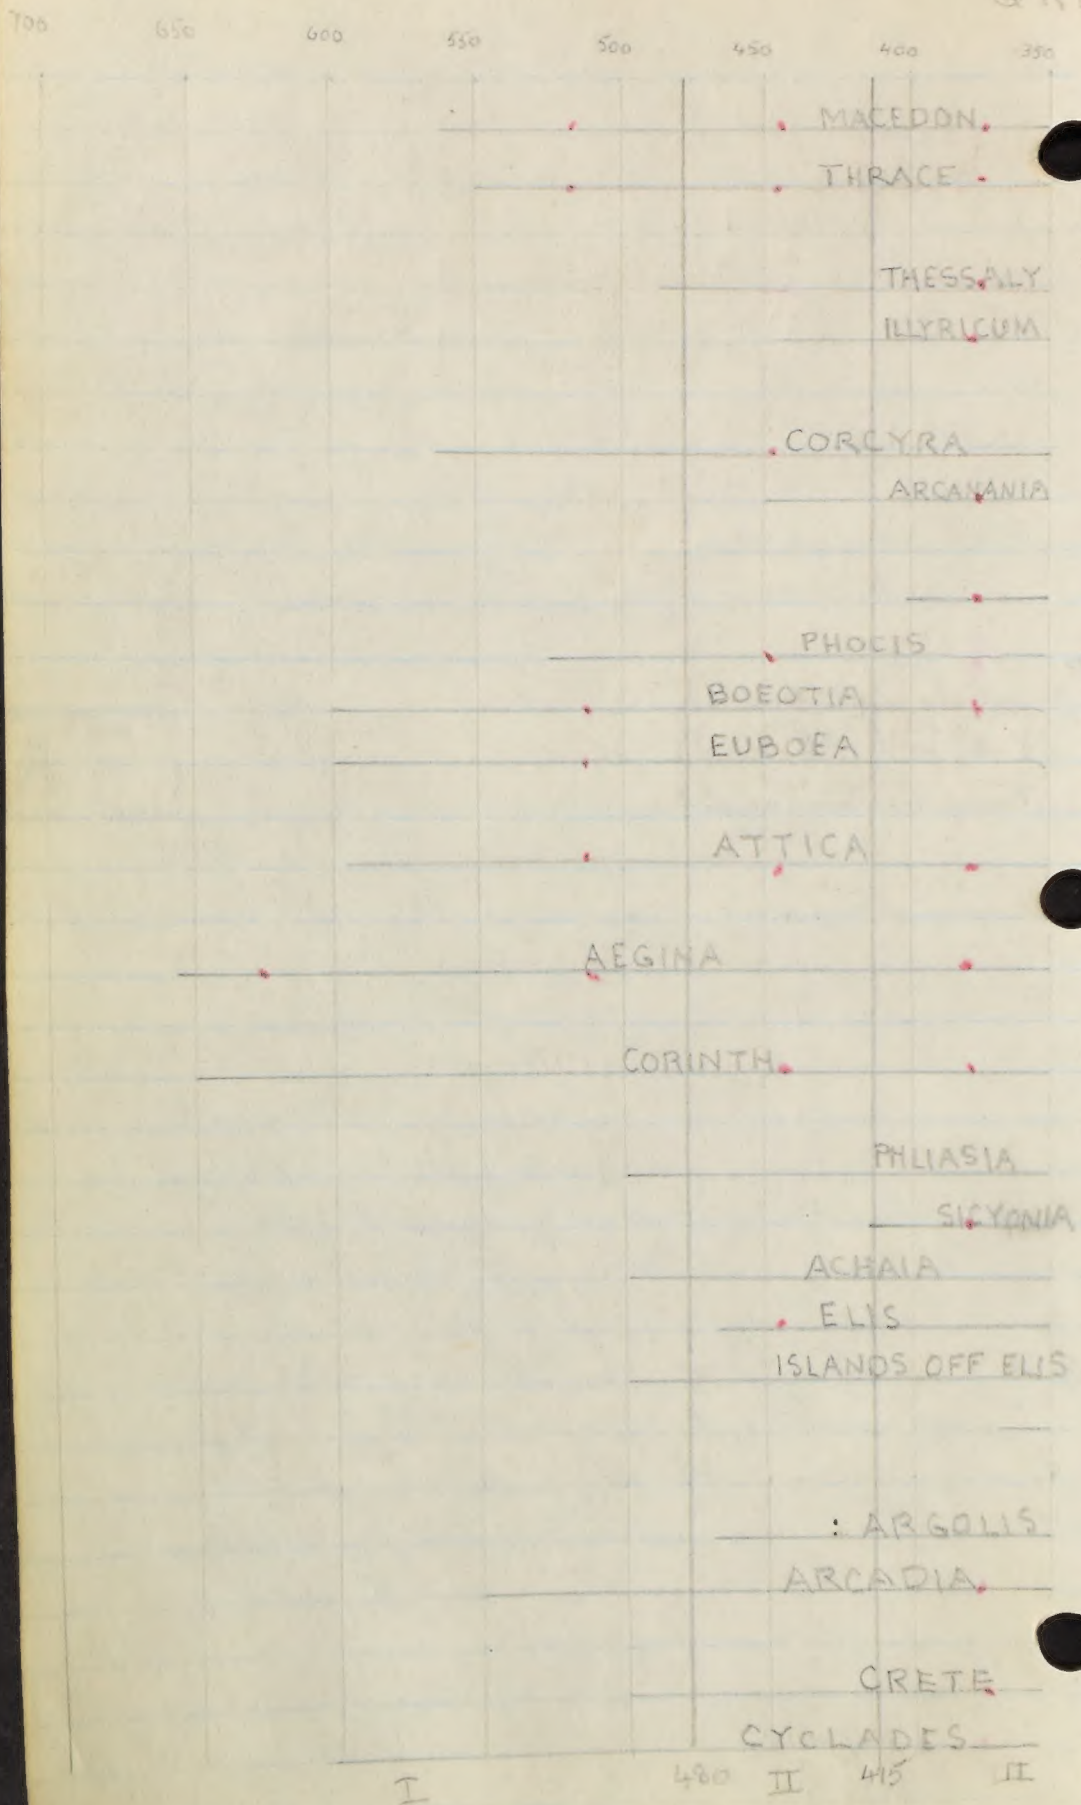 700 650 600 550 500 450 400 350
MACEDON
THRACE
THESSALY
ILLYRICUM
CORCYRA
ARCANANIA
PHOCIS
BOEOTIA
EUBOEA
ATTICA
AEGINA
CORINTH
PHLIASIA
SICYONIA
ACHAIA
ELIS
ISLANDS OFF ELIS
: ARGOLIS
ARCADIA
CRETE
CYCLADES
I 480 II 415 II